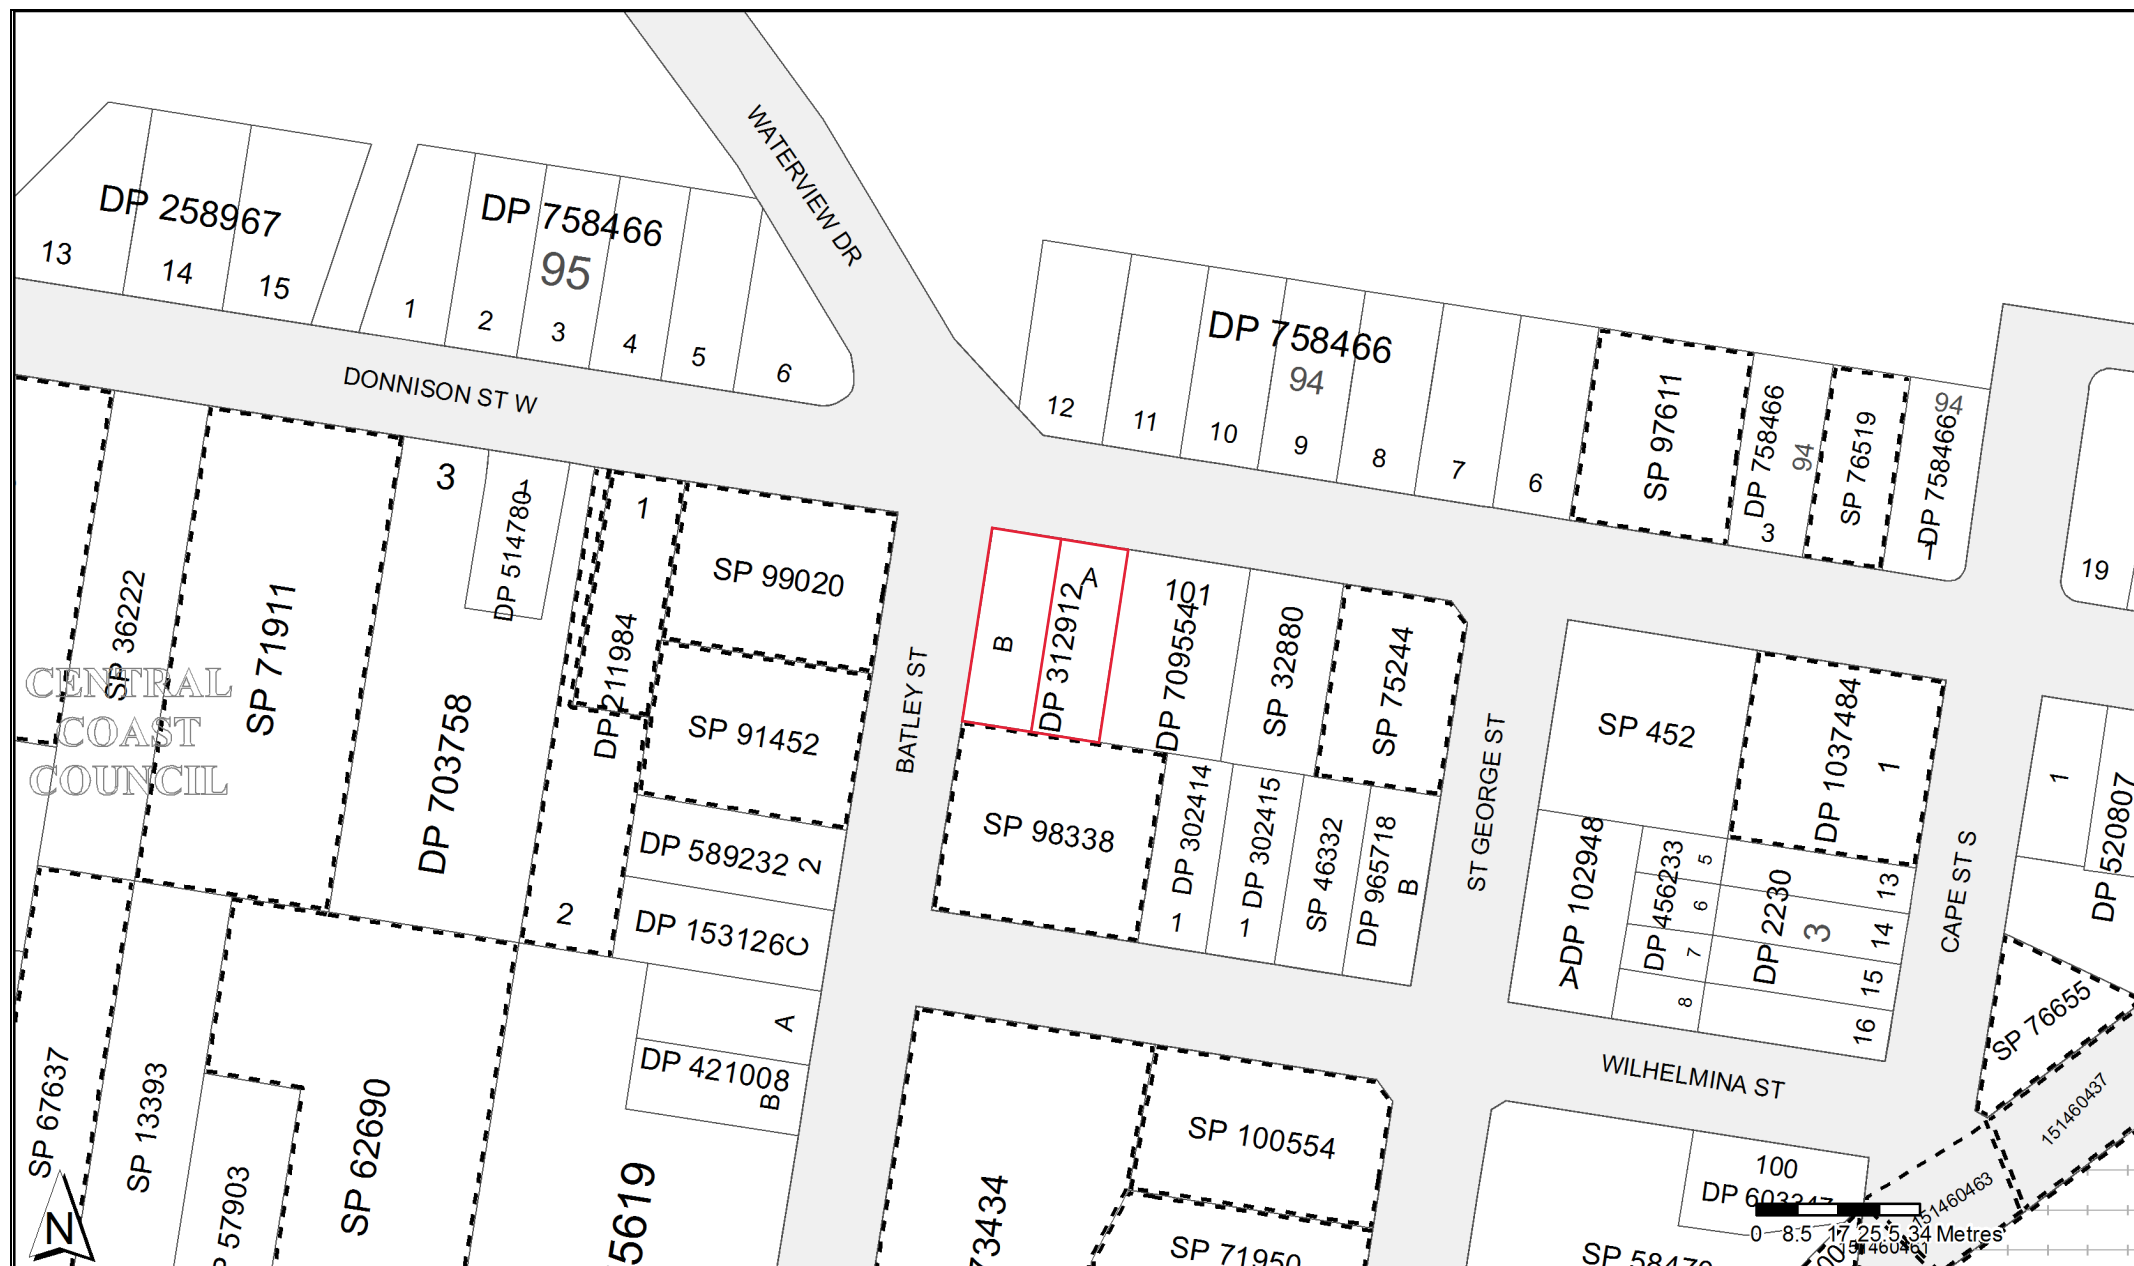 WATERVIEW DR
DP 258967
13
14
15
DP 758466
95
1
2
3
4
5
6
DONNISON ST W
DP 758466
94
12
11
10
9
8
7
6
SP 97611
DP 758466
94
3
SP 76519
94
DP 758466
1
19
SP 36222
SP 71911
3
DP 703758
1
DP 514780
1
DP 211984
2
SP 99020
SP 91452
BATLEY ST
B
A
DP 312912
101
DP 709554
SP 32880
SP 75244
ST GEORGE ST
SP 452
DP 1037484
1
CAPE ST S
1
DP 520807
CENTRAL
COAST
COUNCIL
DP 589232 2
DP 153126
C
A
DP 421008
B
SP 98338
DP 302414
1
DP 302415
1
SP 46332
DP 965718
B
DP 102948
A
DP 456233
5
6
7
8
DP 2230
3
13
14
15
16
SP 76655
WILHELMINA ST
SP 67637
SP 13393
SP 62690
SP 100554
SP 71950
100
151460437
151460463
151460461
N
0 8.5 17 25.5 34 Metres